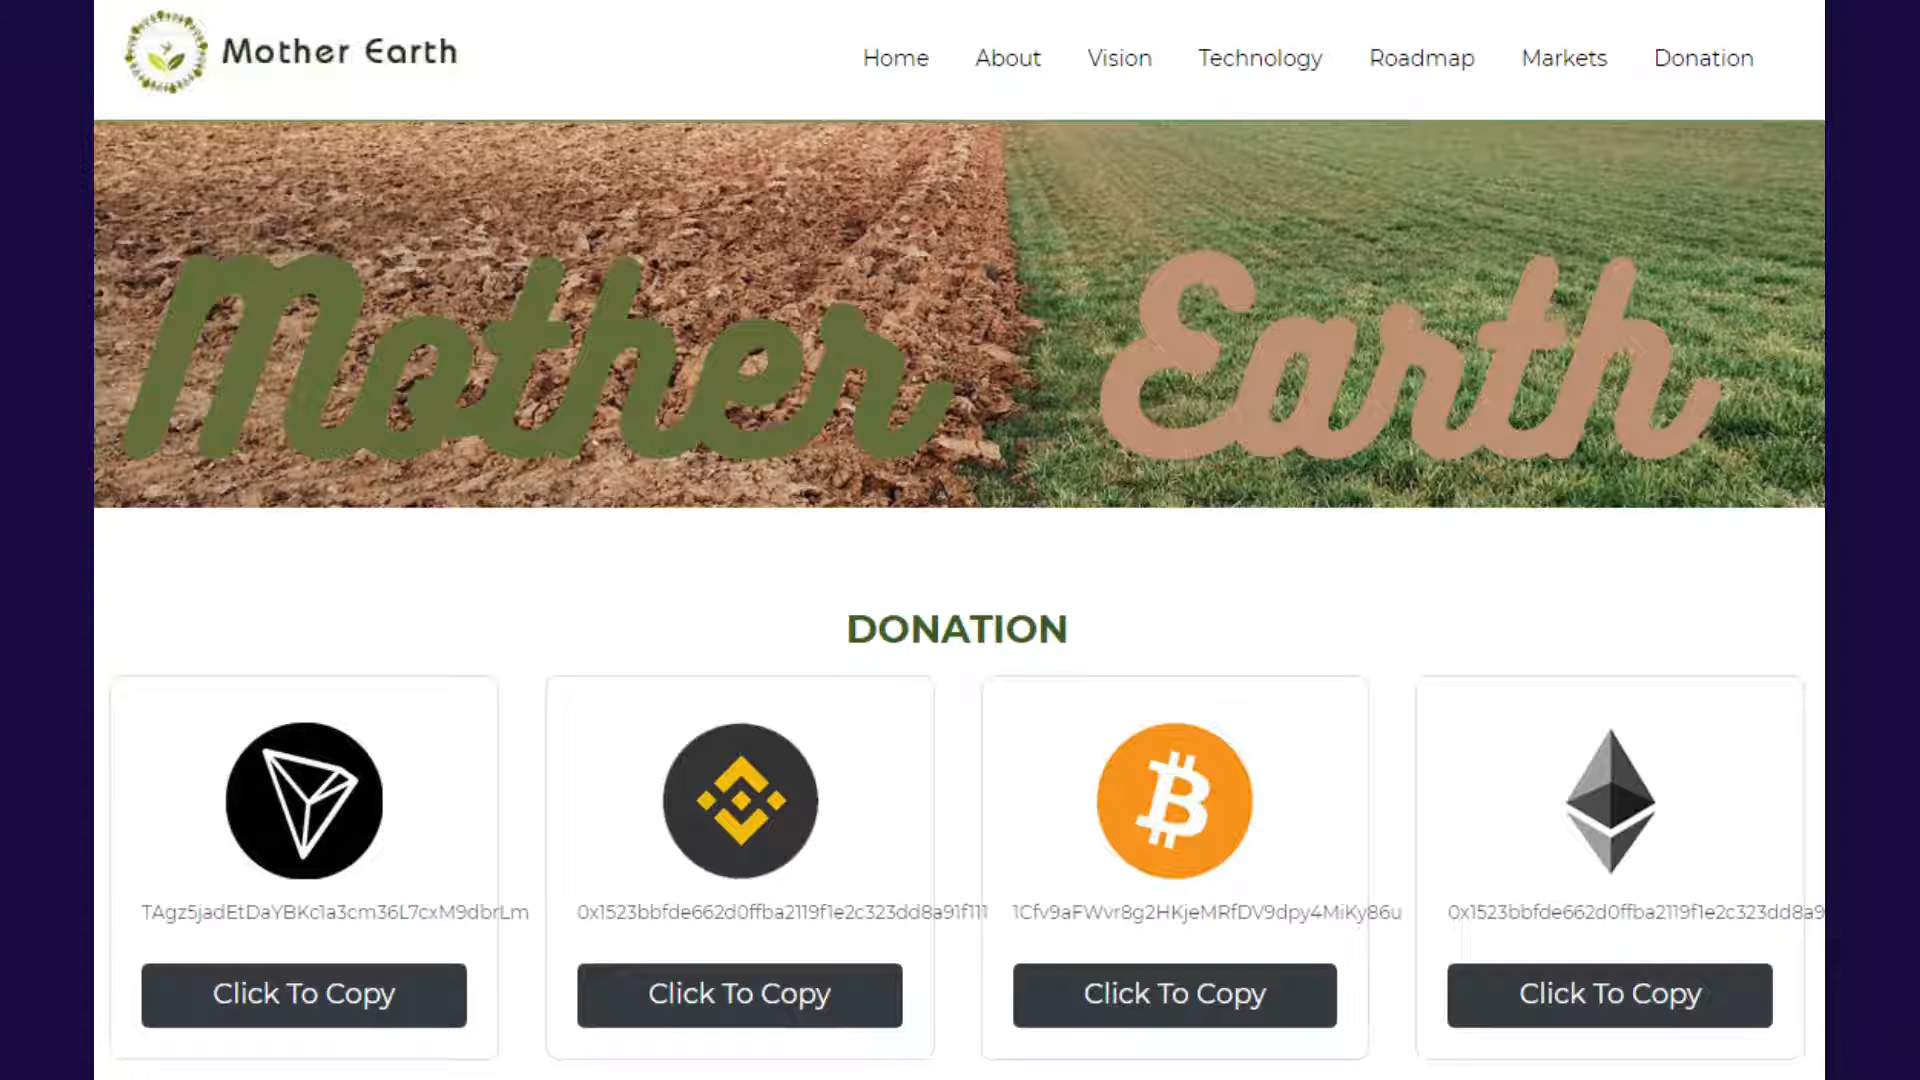 Mother Earth
Home About Vision Technology Roadmap Markets Donation
Mother Earth
DONATION
TAgz5jadEtDaYBKc1a3cm36L7cxM9dbrLm
0x1523bbfde662d0ffba2119f1e2c323dd8a91f111
1Cfv9aFWvr8g2HKjeMRfDV9dpy4MiKy86u
0x1523bbfde662d0ffba2119f1e2c323dd8a9
Click To Copy
Click To Copy
Click To Copy
Click To Copy